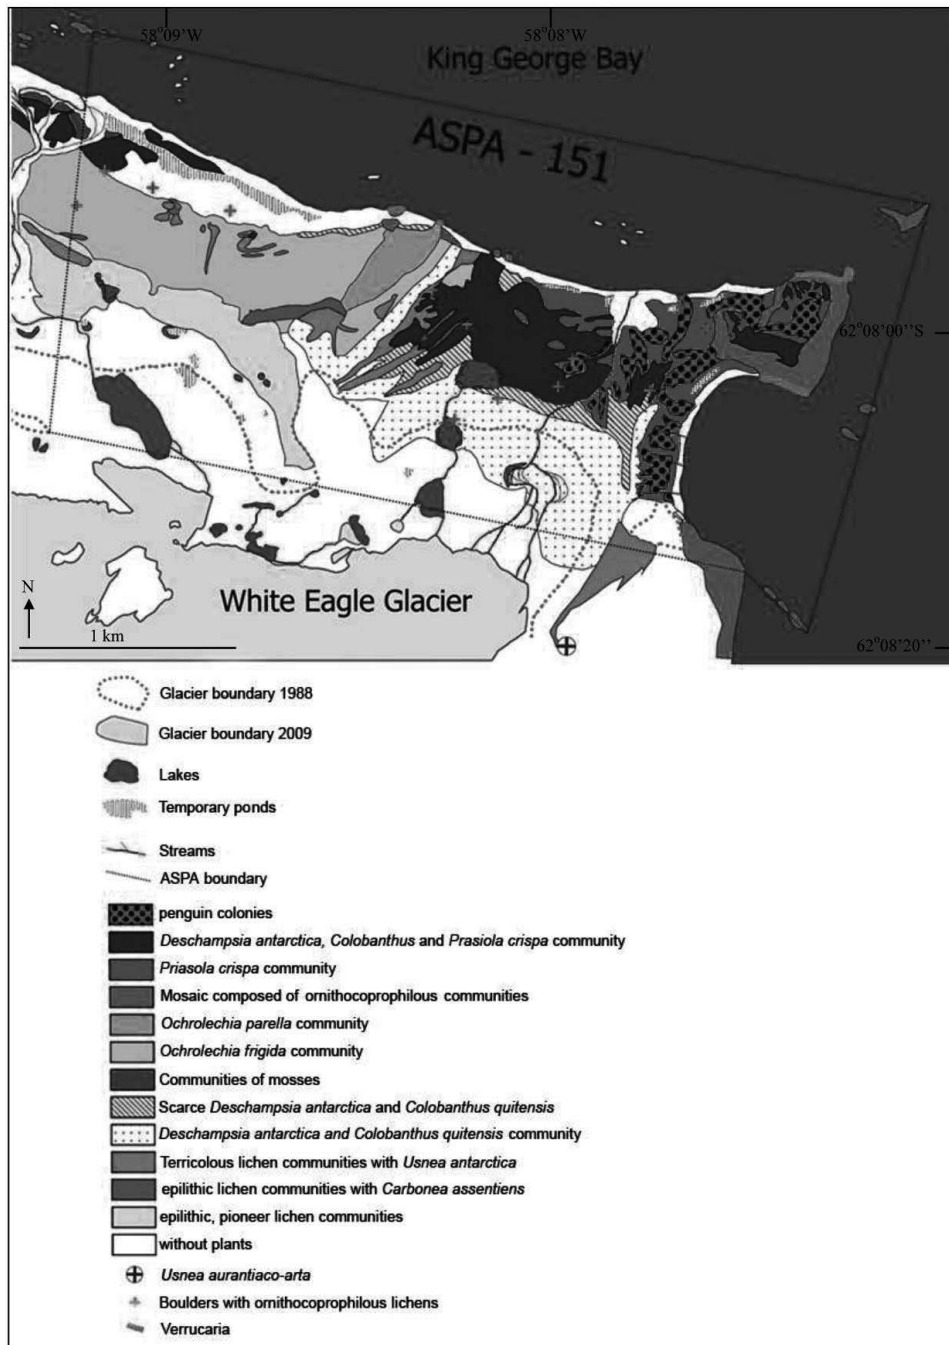 58°09'W
58°08'W
King George Bay
ASPA - 151
62°08'00''S
N
1 km
White Eagle Glacier
62°08'20''
Glacier boundary 1988
Glacier boundary 2009
Lakes
Temporary ponds
Streams
ASPA boundary
penguin colonies
Deschampsia antarctica, Colobanthus and Prasiola crispa community
Priasola crispa community
Mosaic composed of ornithocoprophilous communities
Ochrolechia parella community
Ochrolechia frigida community
Communities of mosses
Scarce Deschampsia antarctica and Colobanthus quitensis
Deschampsia antarctica and Colobanthus quitensis community
Terricolous lichen communities with Usnea antarctica
epilithic lichen communities with Carbonea assentiens
epilithic, pioneer lichen communities
without plants
Usnea aurantiaco-arta
Boulders with ornithocoprophilous lichens
Verrucaria